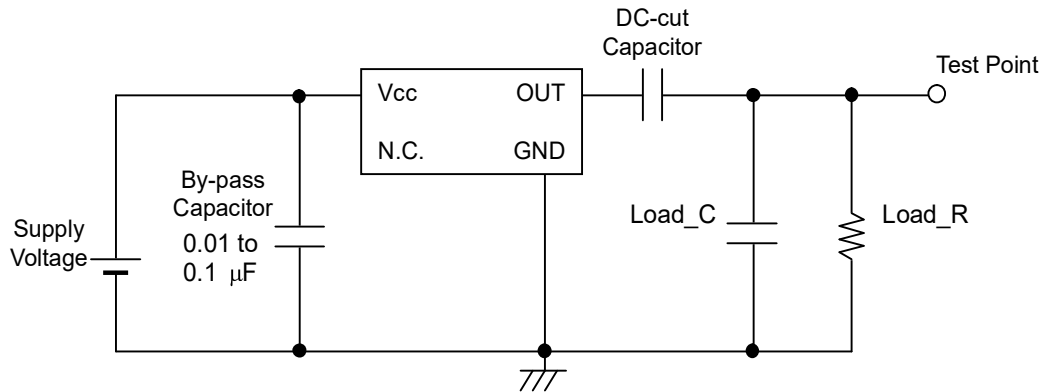 DC-cut
Capacitor
Test Point
Vcc
OUT
N.C.
GND
By-pass
Capacitor
0.01 to
0.1 μF
Supply
Voltage
Load_C
Load_R